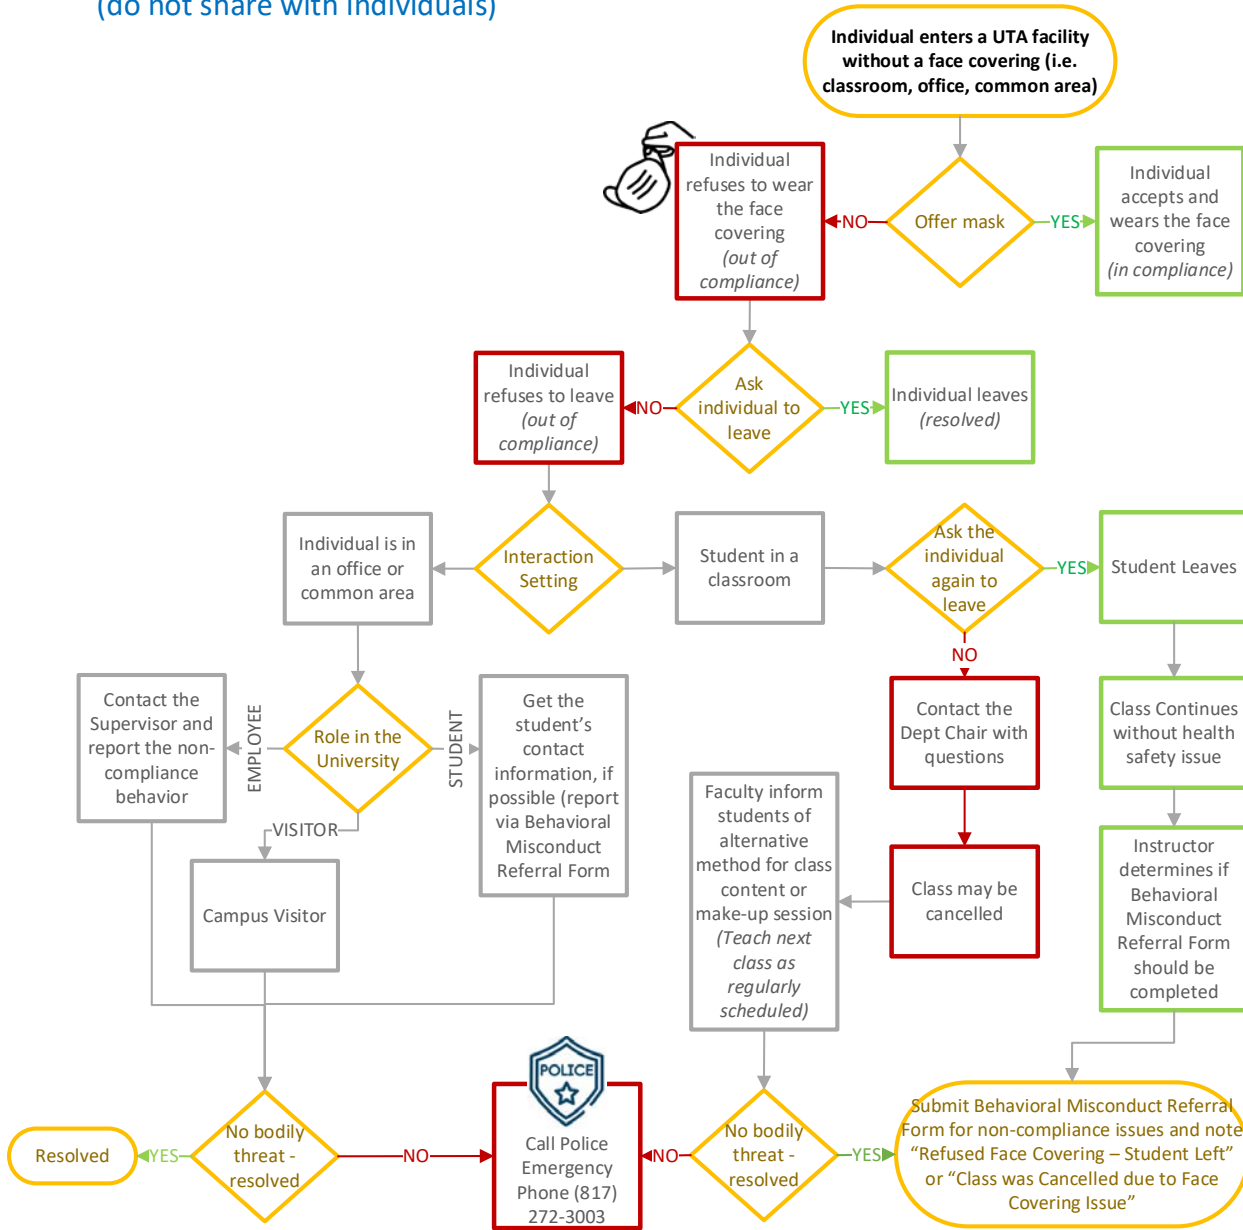 (do not share with individuals)
Individual enters a UTA facility
without a face covering (i.e.
classroom, office, common area)
Individual
refuses to wear
the face
covering
(out of
compliance)
NO
Offer mask
YES
Individual
accepts and
wears the face
covering
(in compliance)
Individual
refuses to leave
(out of
compliance)
NO
Ask
individual to
leave
YES
Individual leaves
(resolved)
Individual is in
an office or
common area
Interaction
Setting
Student in a
classroom
Ask the
individual
again to
leave
YES
Student Leaves
NO
Contact the
Supervisor and
report the non-
compliance
behavior
EMPLOYEE
Role in the
University
STUDENT
Get the
student's
contact
information, if
possible (report
via Behavioral
Misconduct
Referral Form
VISITOR
Campus Visitor
Contact the
Dept Chair with
questions
Class Continues
without health
safety issue
Faculty inform
students of
alternative
method for class
content or
make-up session
(Teach next
class as
regularly
scheduled)
Class may be
cancelled
Instructor
determines if
Behavioral
Misconduct
Referral Form
should be
completed
Resolved
YES
No bodily
threat -
resolved
NO
POLICE
Call Police
Emergency
Phone (817)
272-3003
NO
No bodily
threat -
resolved
YES
Submit Behavioral Misconduct Referral
Form for non-compliance issues and note
“Refused Face Covering – Student Left”
or “Class was Cancelled due to Face
Covering Issue”